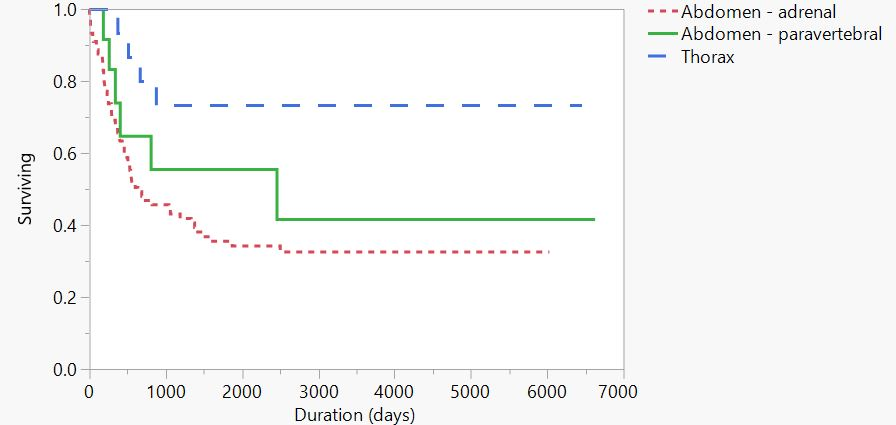 1.0
0.8
0.6
0.4
0.2
0.0
Surviving
0 1000 2000 3000 4000 5000 6000 7000
Duration (days)
Abdomen - adrenal
Abdomen - paravertebral
Thorax